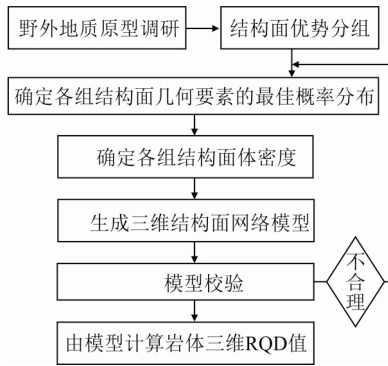 野外地质原型调研
结构面优势分组
确定各组结构面几何要素的最佳概率分布
确定各组结构面体密度
生成三维结构面网络模型
模型校验
不合理
由模型计算岩体三维RQD值